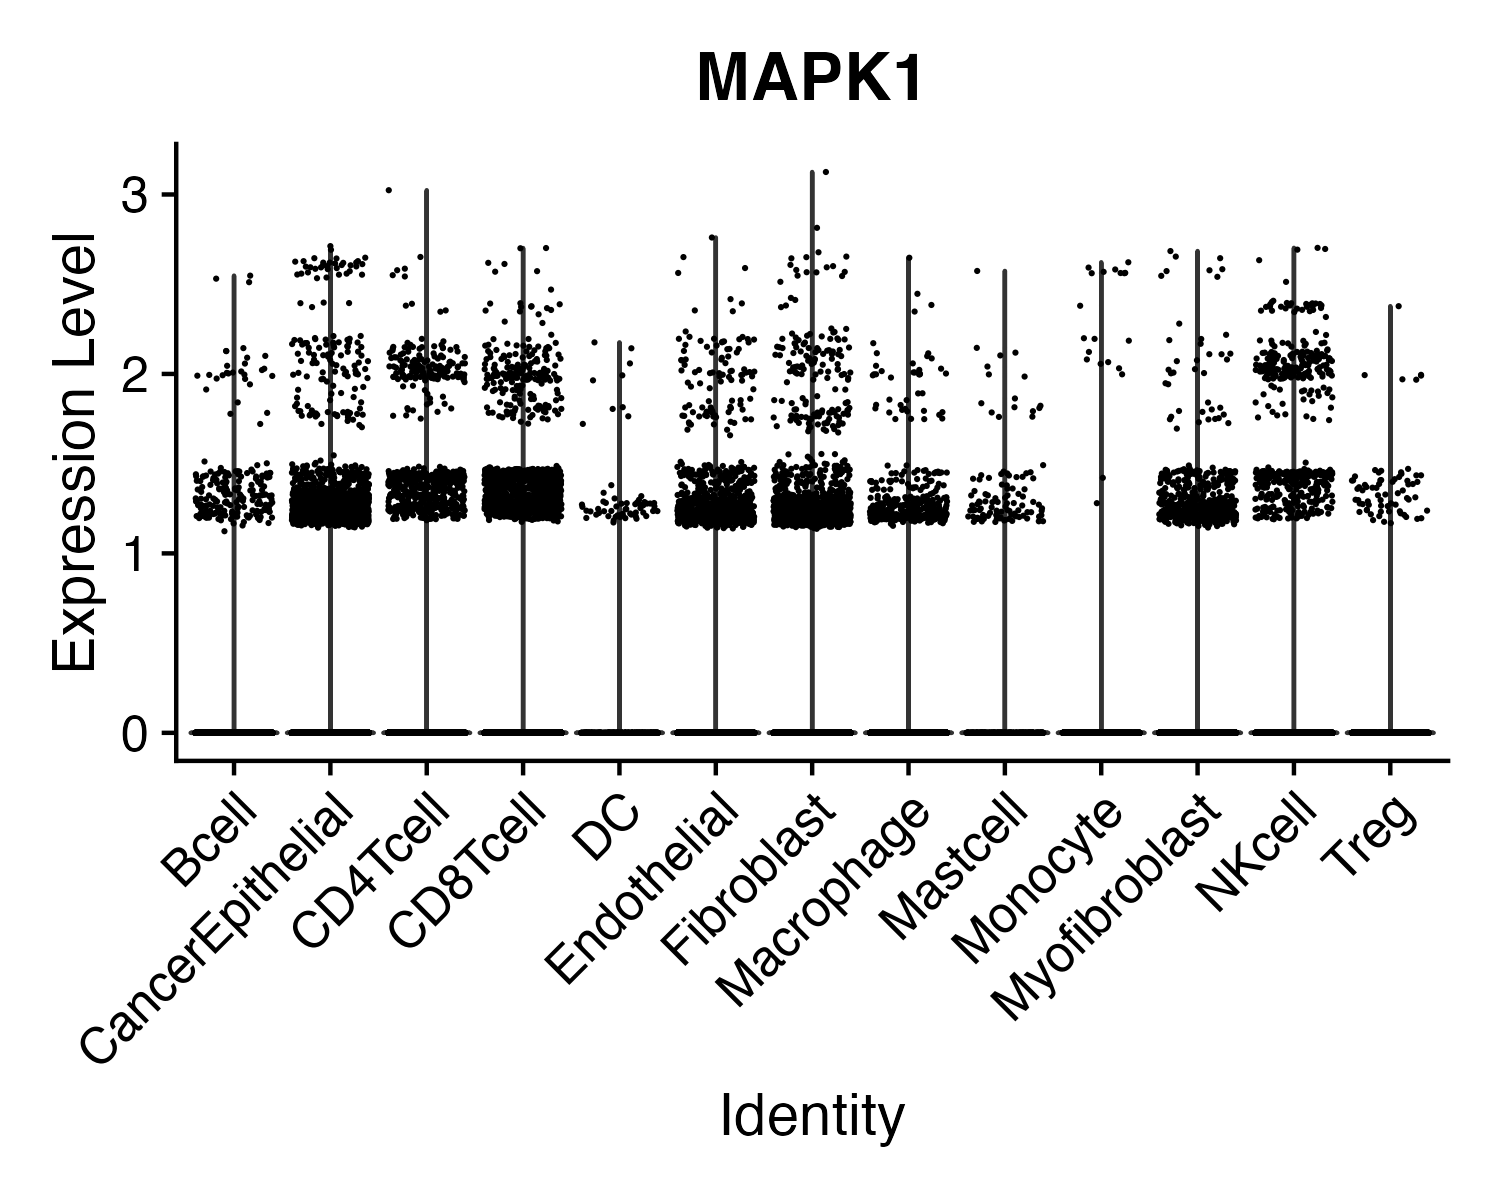 MAPK1
Expression Level
3
2
1
0
Bcell
CancerEpithelial
CD4Tcell
CD8Tcell
DC
Endothelial
Fibroblast
Macrophage
Mastcell
Monocyte
Myofibroblast
NKcell
Treg
Identity